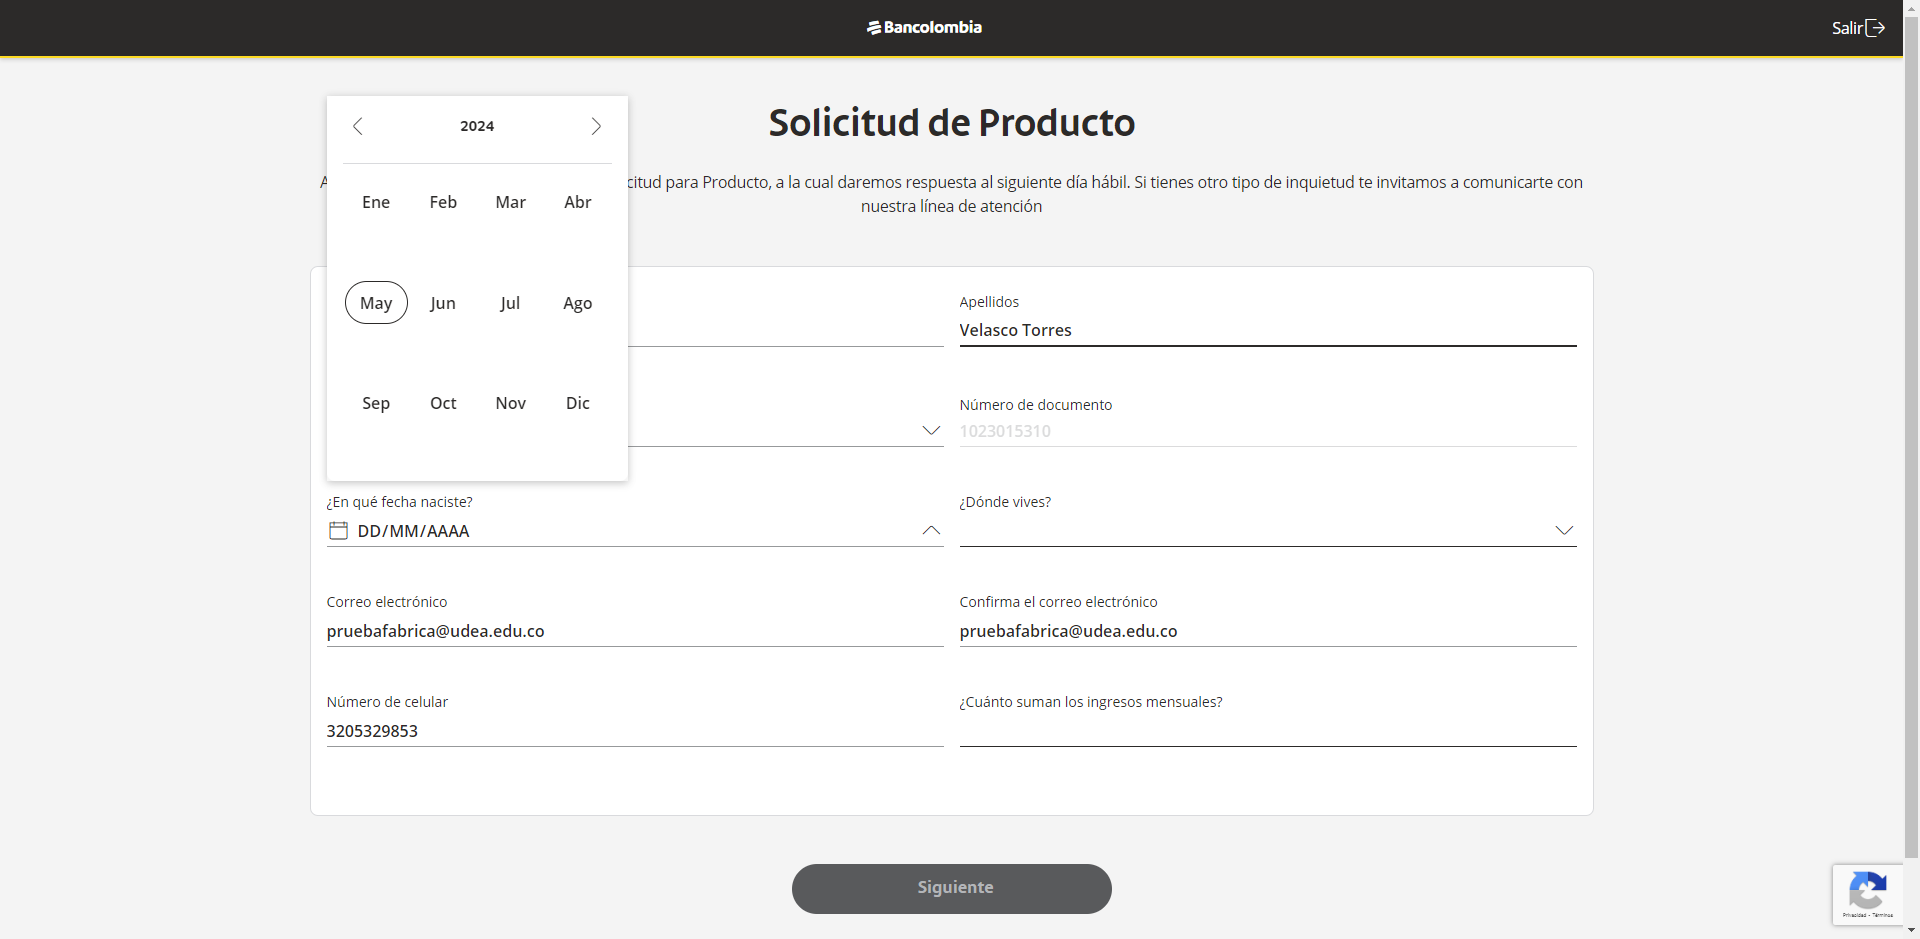 Bancolombia
Salir
Solicitud de Producto
citud para Producto, a la cual daremos respuesta al siguiente día hábil. Si tienes otro tipo de inquietud te invitamos a comunicarte con
nuestra línea de atención
2024
Ene Feb Mar Abr
May Jun Jul Ago
Sep Oct Nov Dic
Apellidos
Velasco Torres
Número de documento
1023015310
¿En qué fecha naciste?
DD/MM/AAAA
¿Dónde vives?
Correo electrónico
pruebafabrica@udea.edu.co
Confirma el correo electrónico
pruebafabrica@udea.edu.co
Número de celular
3205329853
¿Cuánto suman los ingresos mensuales?
Siguiente
Privacidad - Términos